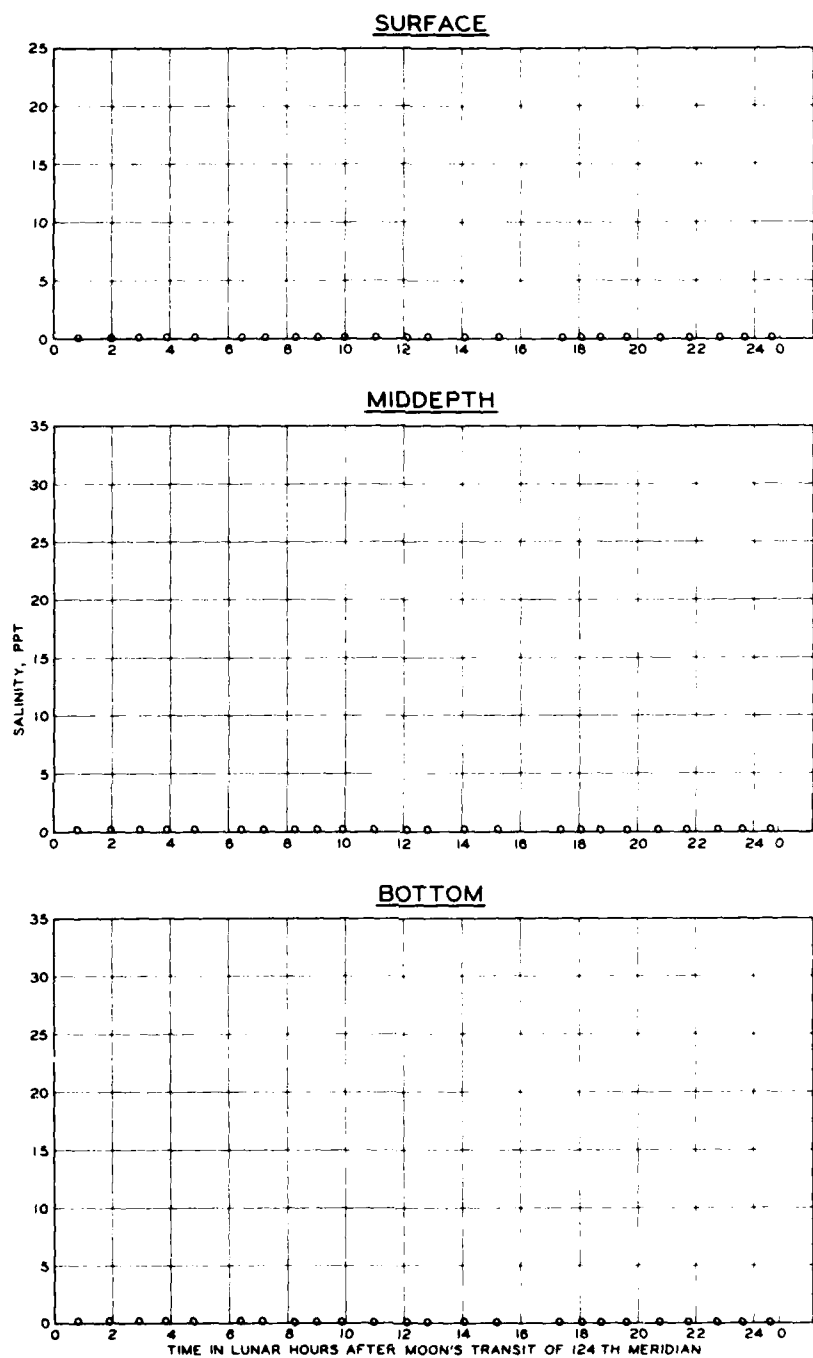 SURFACE
25
20
15
10
5
0
0 2 4 6 8 10 12 14 16 18 20 22 24 0
MIDDEPTH
35
30
25
20
15
10
5
0
0 2 4 6 8 10 12 14 16 18 20 22 24 0
SALINITY, PPT
BOTTOM
35
30
25
20
15
10
5
0
0 2 4 6 8 10 12 14 16 18 20 22 24 0
TIME IN LUNAR HOURS AFTER MOON'S TRANSIT OF 124 TH MERIDIAN